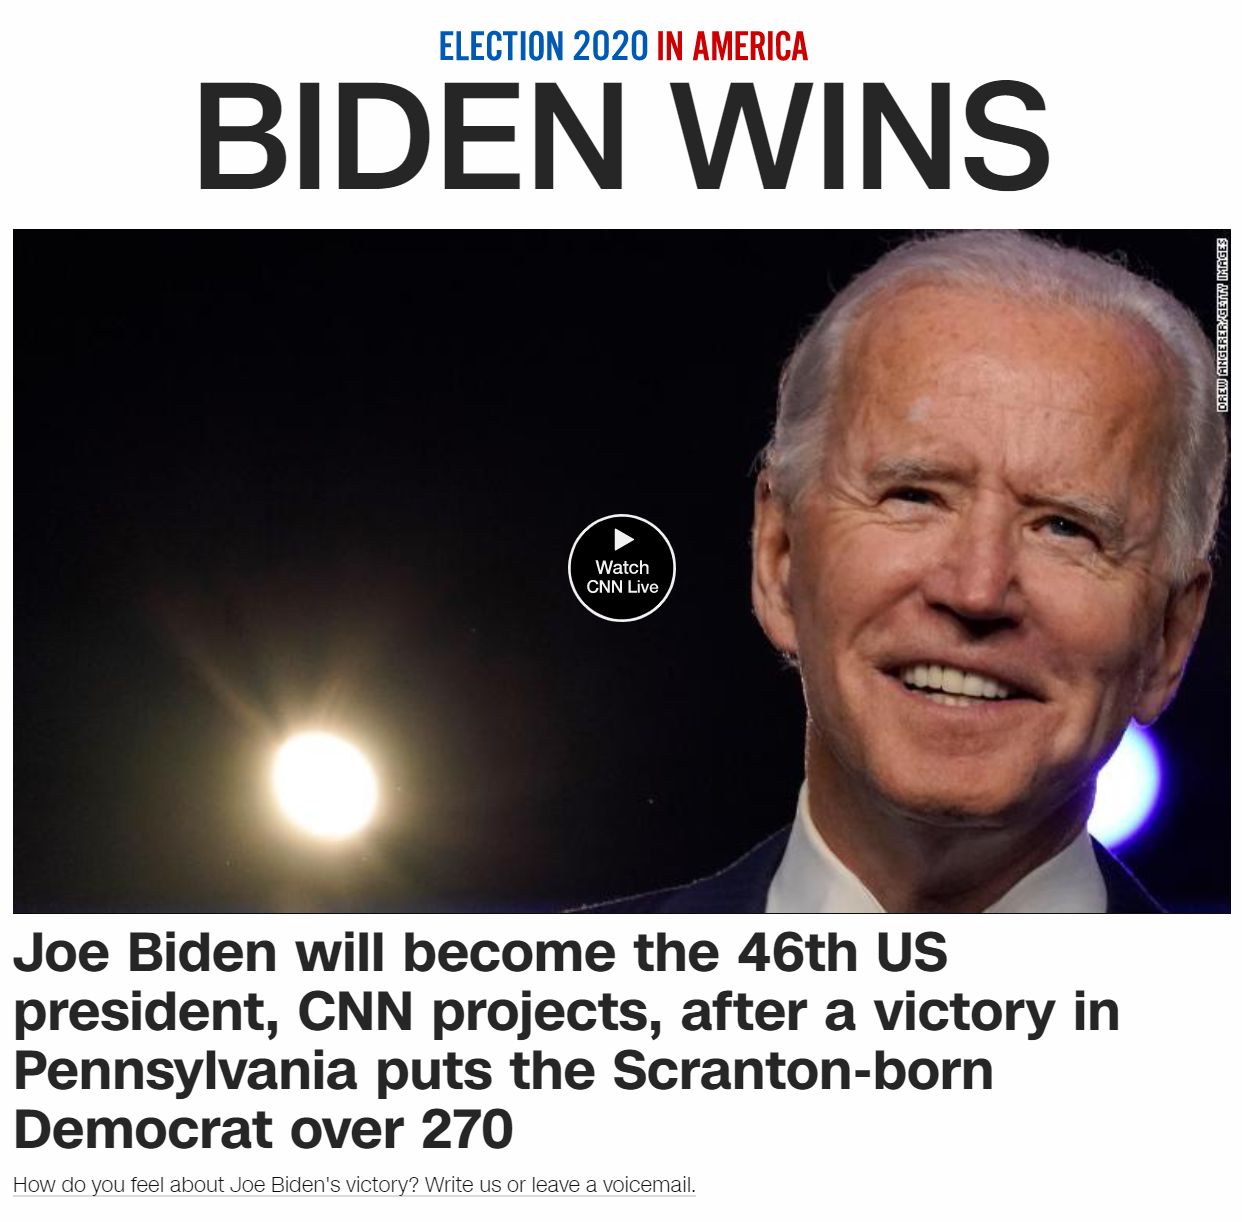 ELECTION 2020 IN AMERICA
BIDEN WINS
DREW ANGERER/GETTY IMAGES
Watch
CNN Live
Joe Biden will become the 46th US
president, CNN projects, after a victory in
Pennsylvania puts the Scranton-born
Democrat over 270
How do you feel about Joe Biden's victory? Write us or leave a voicemail.